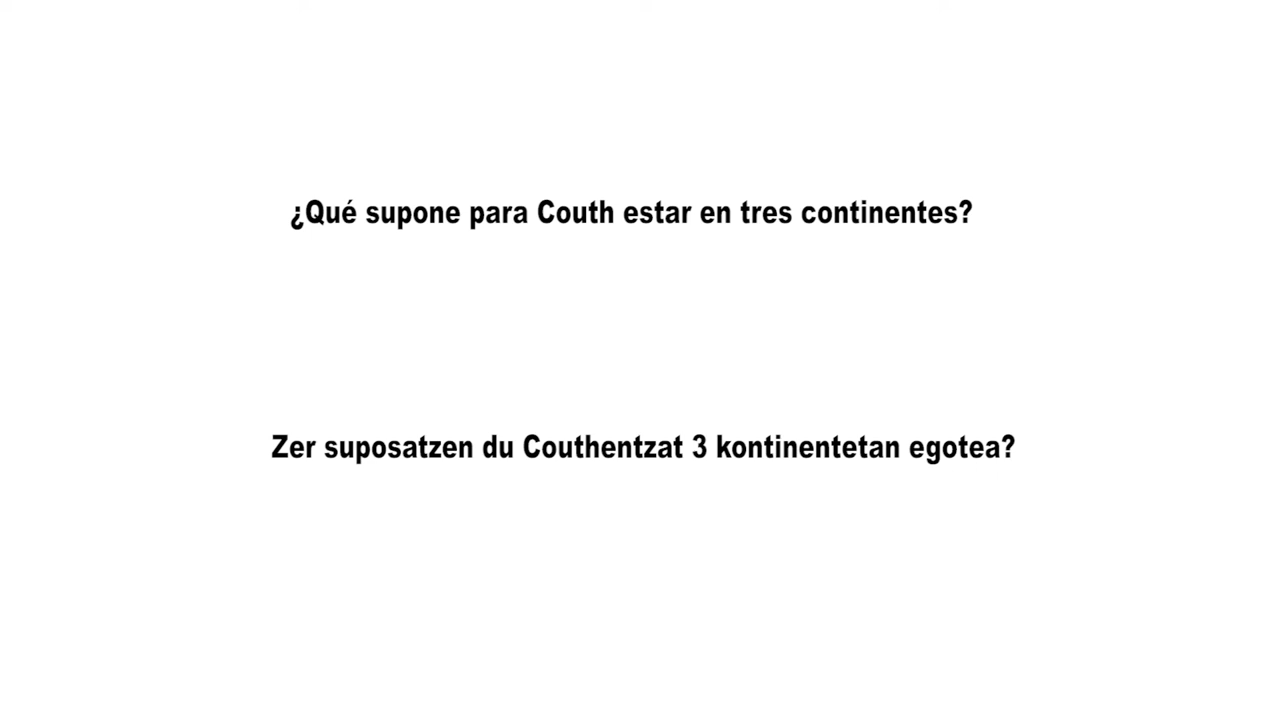 ¿Qué supone para Couth estar en tres continentes?
Zer suposatzen du Couthentzat 3 kontinentetan egotea?